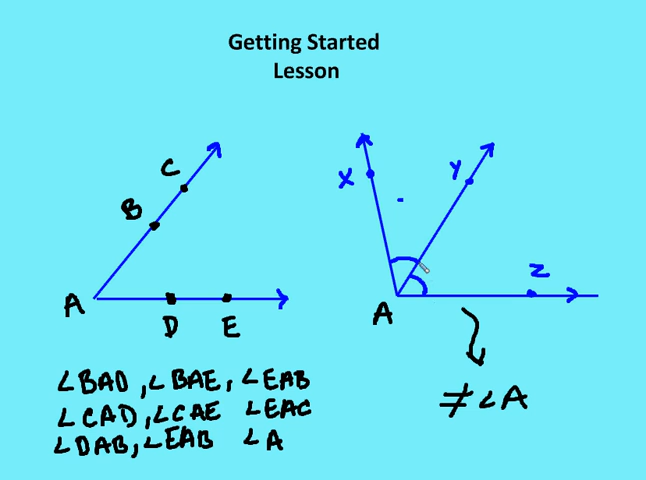 Getting Started
Lesson
C
B
A
D
E
X
Y
Z
A
∠BAD, ∠BAE, ∠EAB
∠CAD, ∠CAE ∠EAC
∠DAB, ∠EAB ∠A
≠∠A